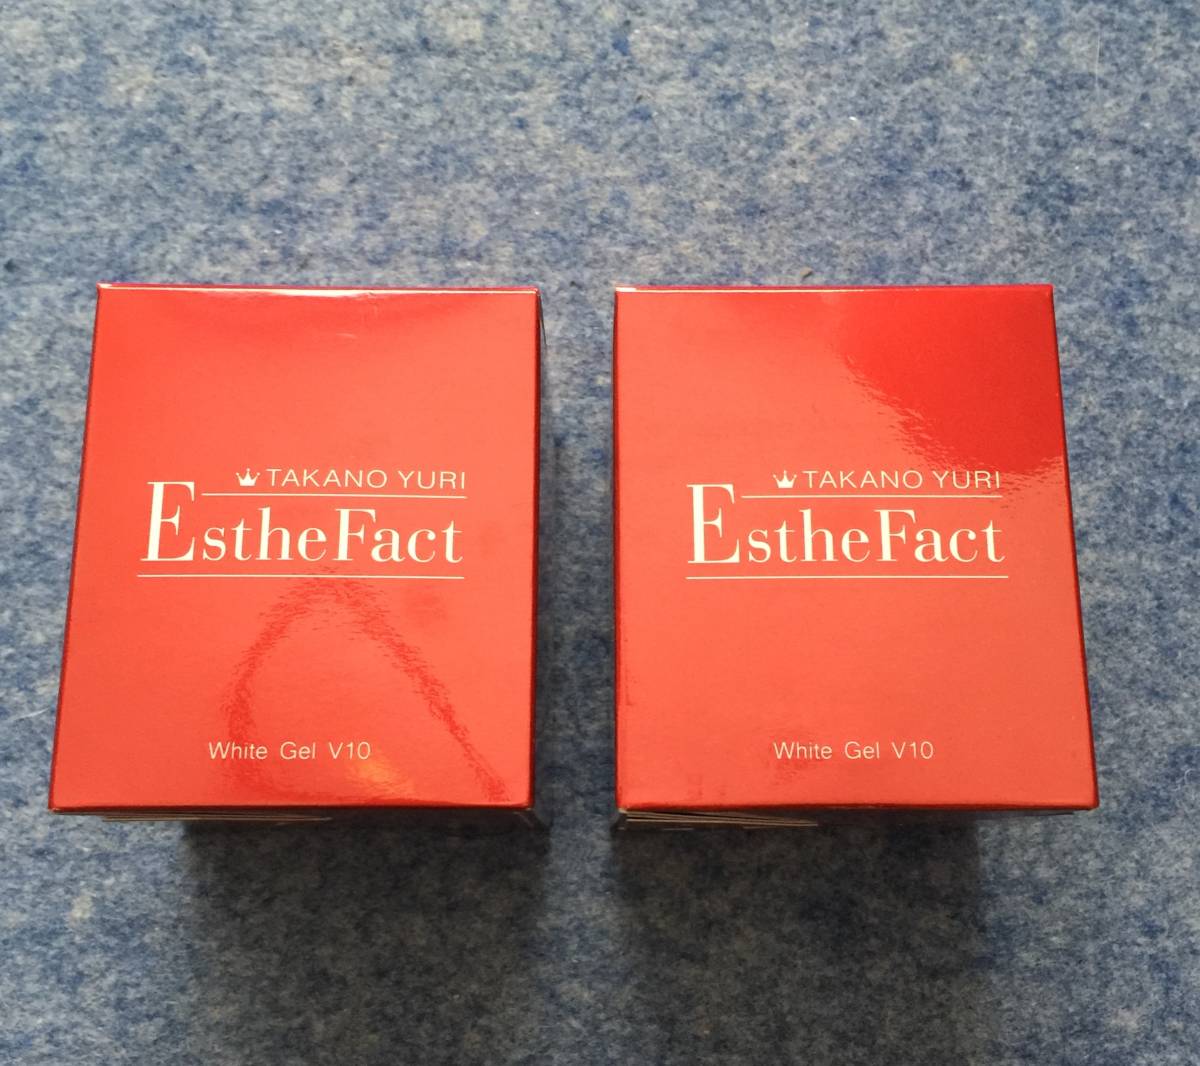 TAKANO YURI
EstheFact
White Gel V10
TAKANO YURI
EstheFact
White Gel V10